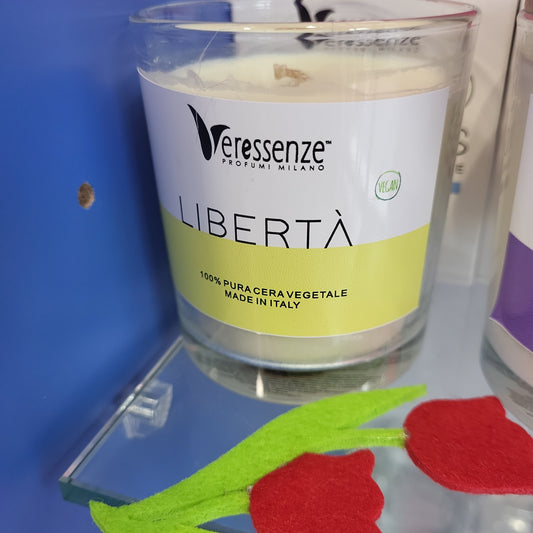 Veressenze™
PROFUMI MILANO
VEGAN
LIBERTÀ
100% PURA CERA VEGETALE
MADE IN ITALY